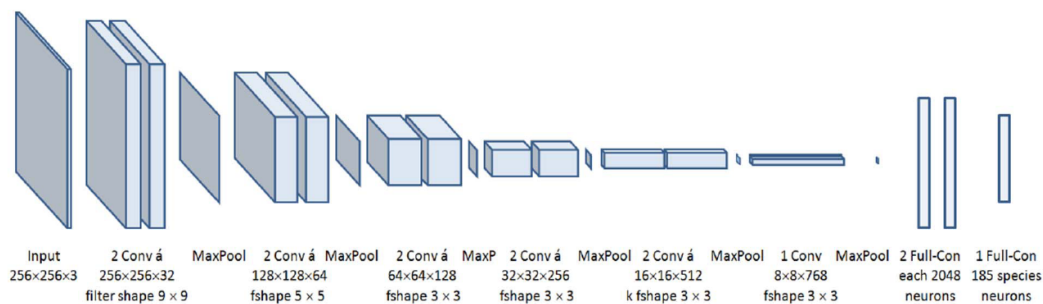 Input 2 Conv á MaxPool 2 Conv á MaxPool 2 Conv á MaxP 2 Conv á MaxPool 2 Conv á MaxPool 1 Conv MaxPool 2 Full-Con 1 Full-Con
256×256×3 256×256×32 128×128×64 64×64×128 32×32×256 16×16×512 8×8×768 each 2048 185 species
filter shape 9 × 9 fshape 5 × 5 fshape 3 × 3 fshape 3 × 3 k fshape 3 × 3 fshape 3 × 3 neurons neurons